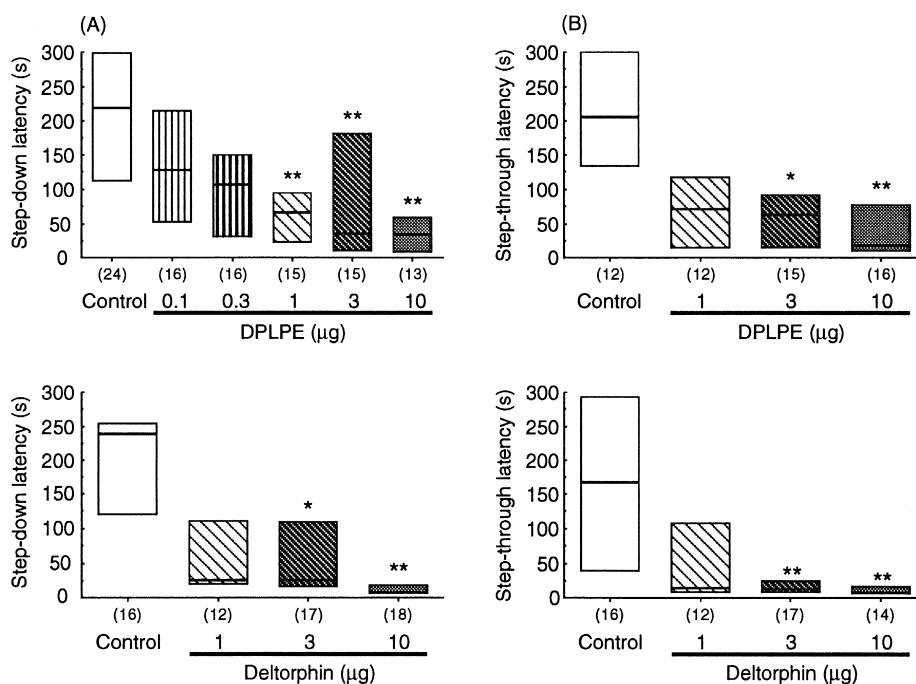 (A)
Step-down latency (s)
300
250
200
150
100
50
0
** ** **
(24) (16) (16) (15) (15) (13)
Control 0.1 0.3 1 3 10
DPLPE (µg)
(B)
Step-through latency (s)
300
250
200
150
100
50
0
* **
(12) (12) (15) (16)
Control 1 3 10
DPLPE (µg)
Step-down latency (s)
300
250
200
150
100
50
0
* **
(16) (12) (17) (18)
Control 1 3 10
Deltorphin (µg)
Step-through latency (s)
300
250
200
150
100
50
0
** **
(16) (12) (17) (14)
Control 1 3 10
Deltorphin (µg)